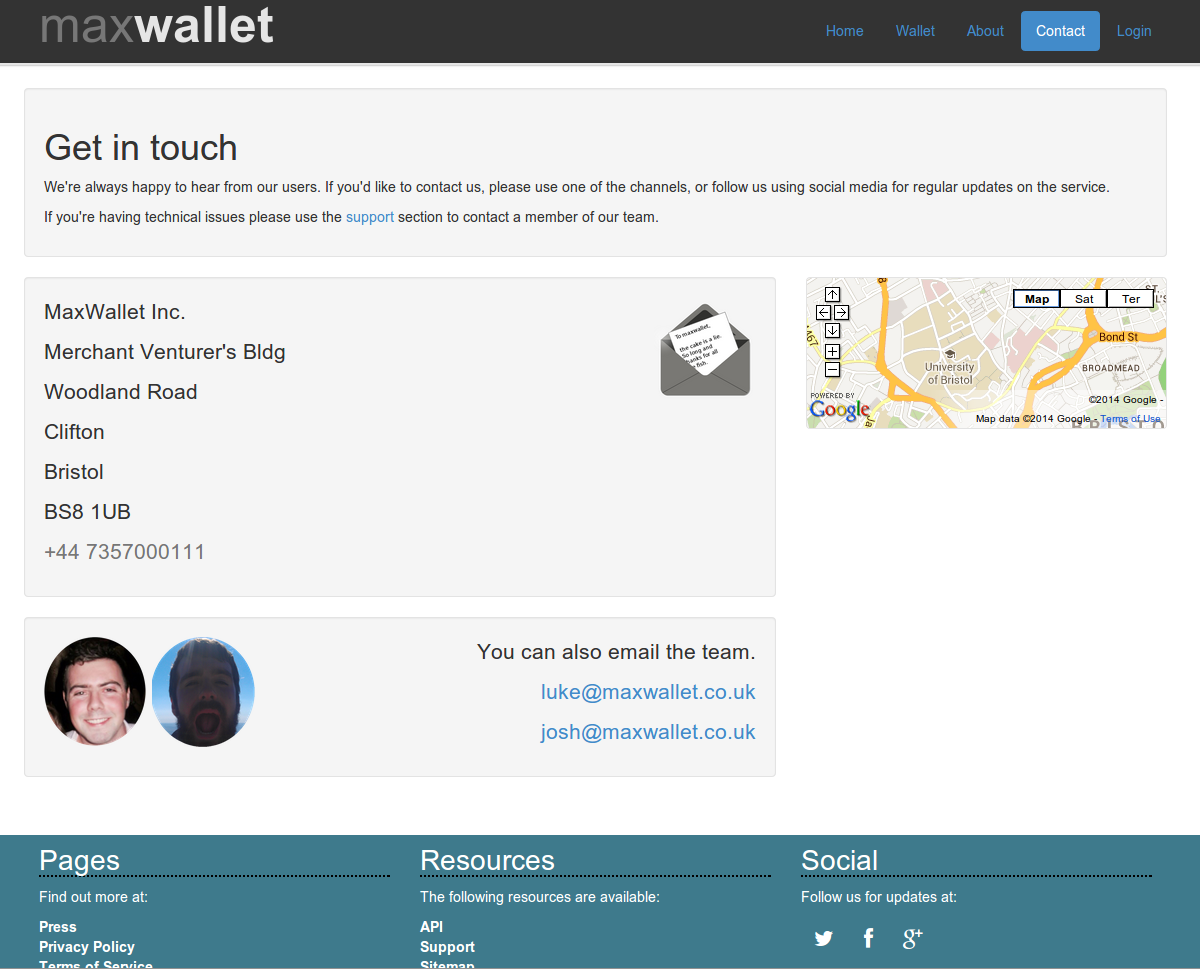 maxwallet
Home
Wallet
About
Contact
Login
Get in touch
We're always happy to hear from our users. If you'd like to contact us, please use one of the channels, or follow us using social media for regular updates on the service.
If you're having technical issues please use the support section to contact a member of our team.
MaxWallet Inc.
Merchant Venturer's Bldg
Woodland Road
Clifton
Bristol
BS8 1UB
+44 7357000111
To maxwallet,
the cake is a lie.
So long and
thanks for all
fish.
Map
Sat
Ter
Bond St
BROADMEAD
University
of Bristol
POWERED BY
Google
©2014 Google -
Map data ©2014 Google - Terms of Use
BRISTO
You can also email the team.
luke@maxwallet.co.uk
josh@maxwallet.co.uk
Pages
Find out more at:
Press
Privacy Policy
Terms of Service
Resources
The following resources are available:
API
Support
Sitemap
Social
Follow us for updates at: